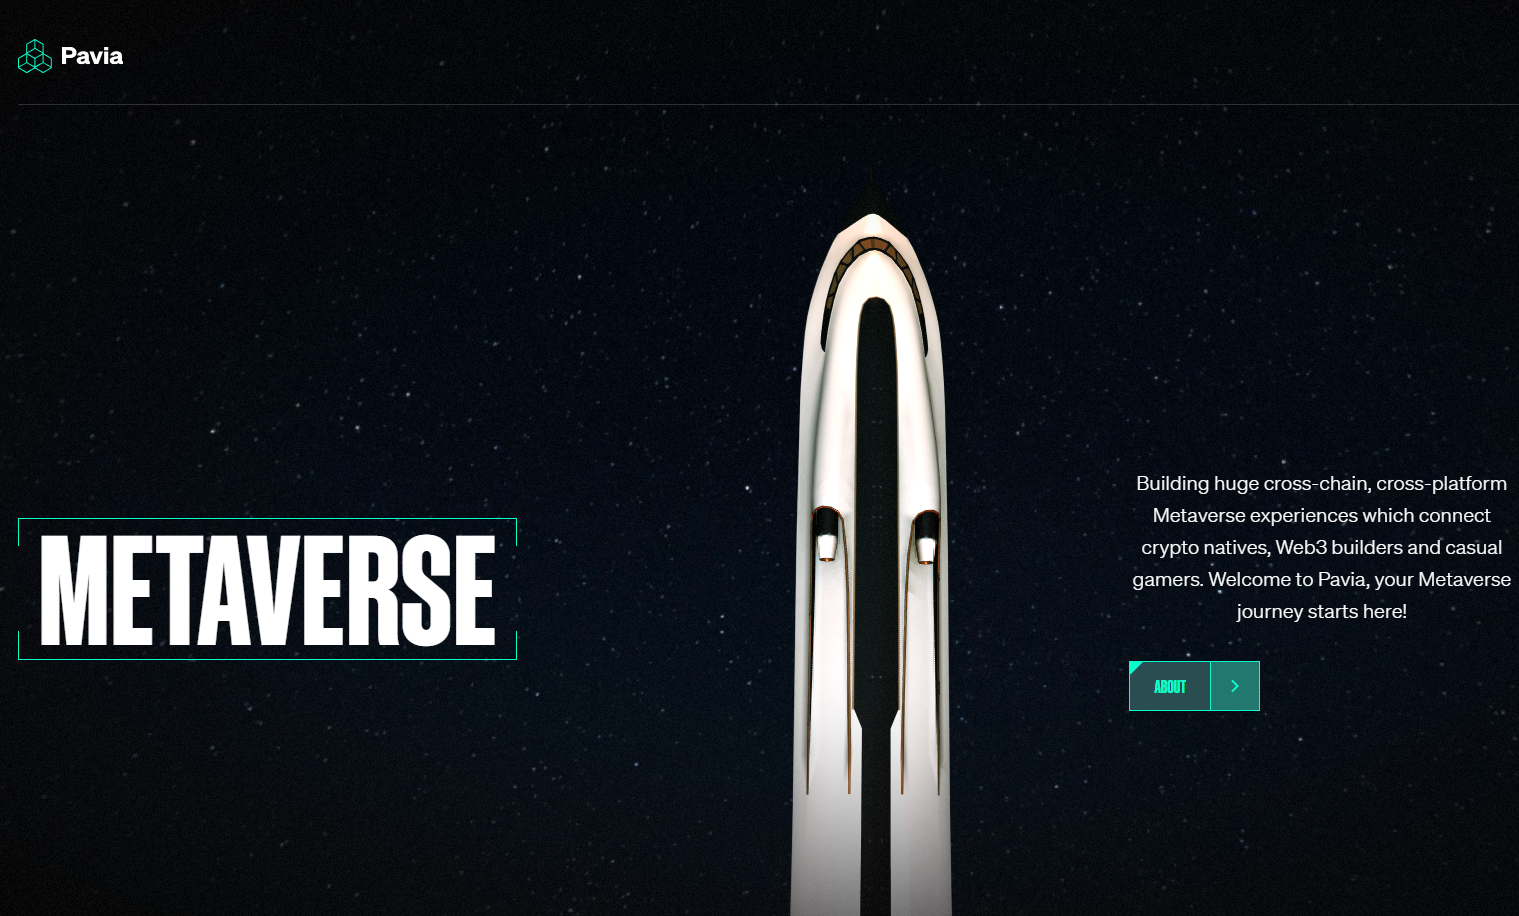 Pavia
METAVERSE
Building huge cross-chain, cross-platform
Metaverse experiences which connect
crypto natives, Web3 builders and casual
gamers. Welcome to Pavia, your Metaverse
journey starts here!
ABOUT